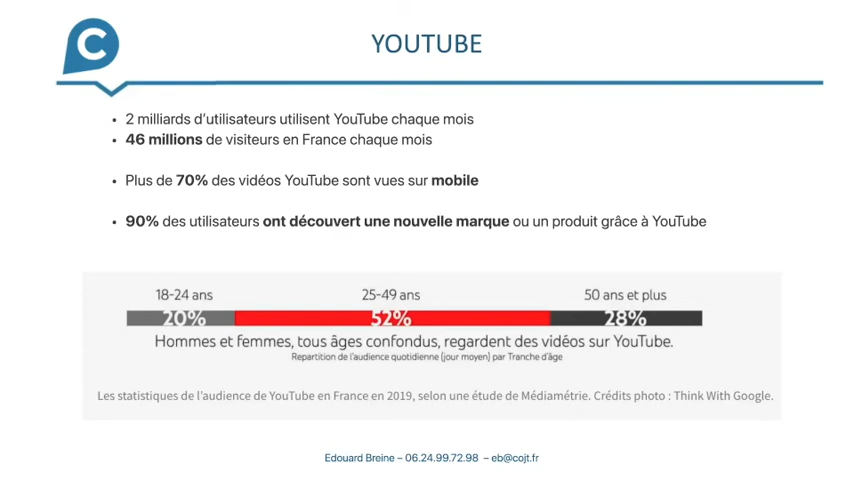 C
YOUTUBE
• 2 milliards d'utilisateurs utilisent YouTube chaque mois
• 46 millions de visiteurs en France chaque mois
• Plus de 70% des vidéos YouTube sont vues sur mobile
• 90% des utilisateurs ont découvert une nouvelle marque ou un produit grâce à YouTube
18-24 ans 25-49 ans 50 ans et plus
20% 52% 28%
Hommes et femmes, tous âges confondus, regardent des vidéos sur YouTube.
Repartition de l'audience quotidienne (jour moyen) par Tranche d'âge
Les statistiques de l'audience de YouTube en France en 2019, selon une étude de Médiamétrie. Crédits photo : Think With Google.
Edouard Breine – 06.24.99.72.98 – eb@cojt.fr